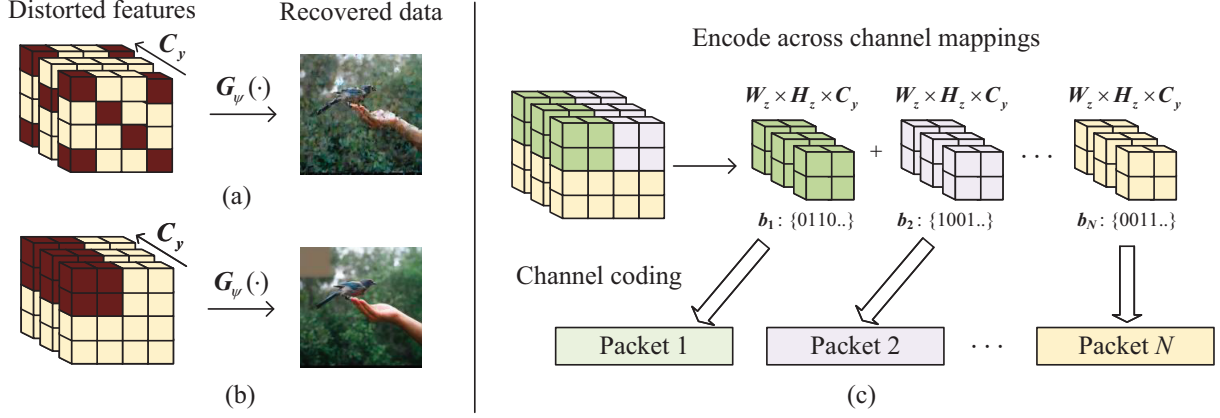 Distorted features
Recovered data
C_y
G_ψ(·)
(a)
C_y
G_ψ(·)
(b)
Encode across channel mappings
W_z × H_z × C_y
W_z × H_z × C_y
W_z × H_z × C_y
+
· · ·
b_1 : {0110..}
b_2 : {1001..}
b_N : {0011..}
Channel coding
Packet 1
Packet 2
· · ·
Packet N
(c)